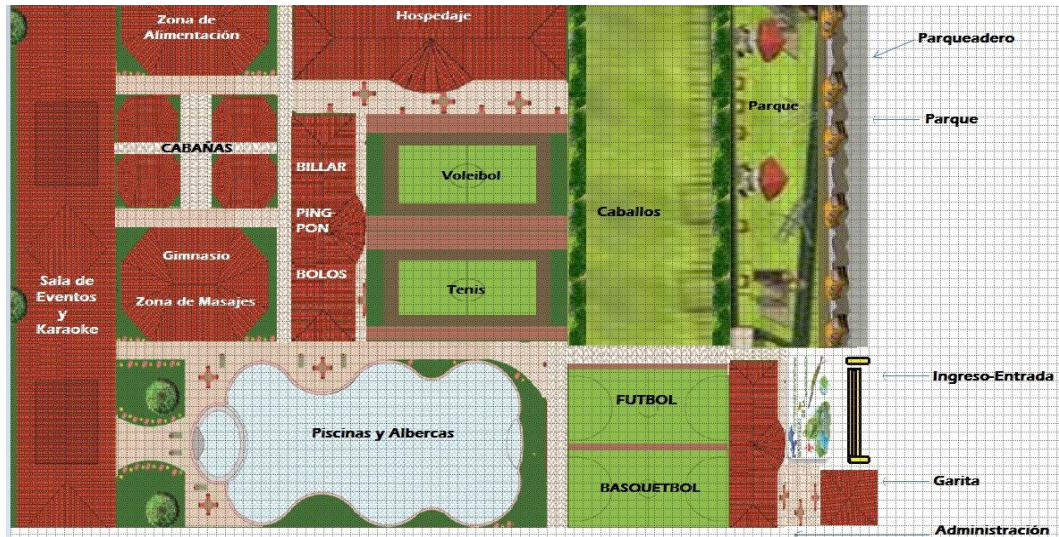 Zona de
Alimentación
Hospedaje
Parqueadero
Parque
Parque
CABAÑAS
BILLAR
Voleibol
PING-
PON
Caballos
Gimnasio
BOLOS
Sala de
Eventos
y
Karaoke
Zona de Masajes
Tenis
Ingreso-Entrada
FUTBOL
Piscinas y Albercas
BASQUETBOL
Garita
Administración